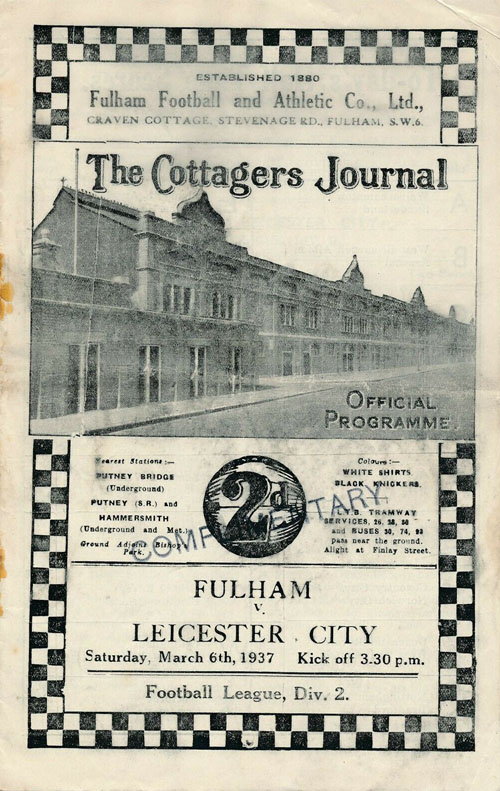 ESTABLISHED 1880
Fulham Football and Athletic Co., Ltd.,
CRAVEN COTTAGE, STEVENAGE RD., FULHAM, S.W.6.
The Cottagers Journal
OFFICIAL
PROGRAMME.
Nearest Stations:—
PUTNEY BRIDGE
(Underground)
PUTNEY (S.R.) and
HAMMERSMITH
(Underground and Met.)
Ground Adjoins Bishop's
Park.
2d
Colours:—
WHITE SHIRTS
BLACK KNICKERS.
TRAMWAY
SERVICES, 26, 28, 30
and BUSES 30, 74, 93
pass near the ground.
Alight at Finlay Street.
COMPLIMENTARY
FULHAM
v.
LEICESTER CITY
Saturday, March 6th, 1937 Kick off 3.30 p.m.
Football League, Div. 2.